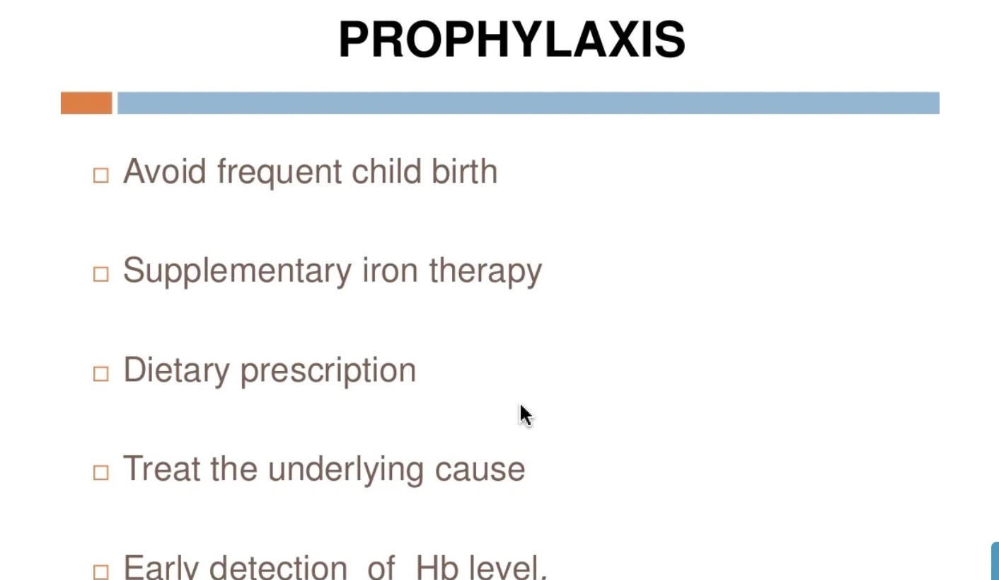 PROPHYLAXIS
Avoid frequent child birth
Supplementary iron therapy
Dietary prescription
Treat the underlying cause
Early detection of Hb level.